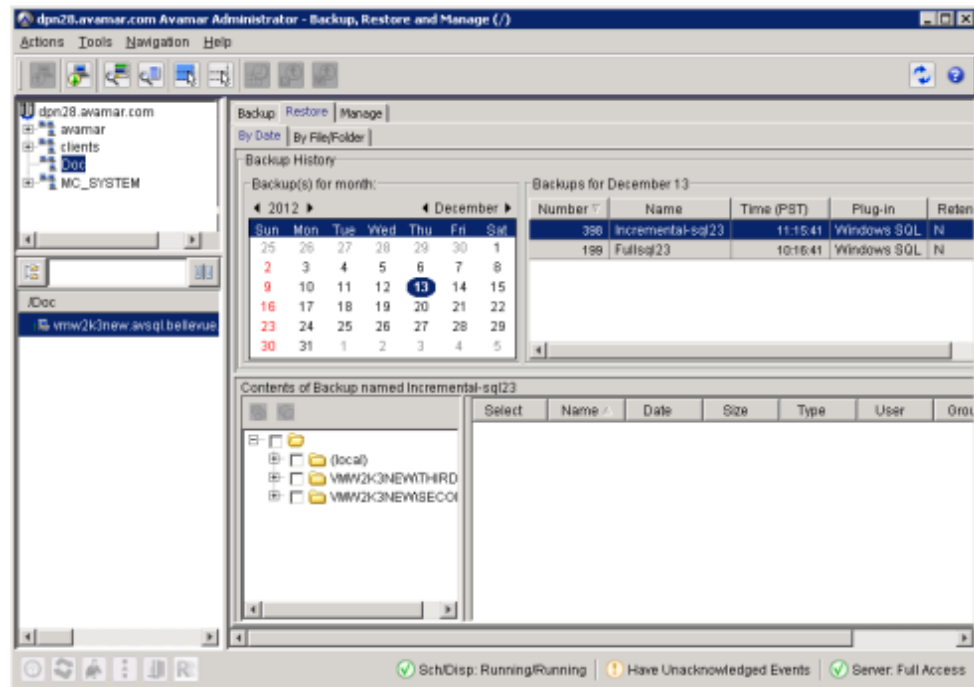 dpn28.avamar.com Avamar Administrator - Backup, Restore and Manage (/)
Actions Tools Navigation Help
dpn28.avamar.com
avamar
clients
Doc
MC_SYSTEM
/Doc
vmw2k3new.avsql.bellevue.
Backup Restore Manage
By Date By File/Folder
Backup History
Backup(s) for month:
2012 December
Sun Mon Tue Wed Thu Fri Sat
25 26 27 28 29 30 1
2 3 4 5 6 7 8
9 10 11 12 13 14 15
16 17 18 19 20 21 22
23 24 25 26 27 28 29
30 31 1 2 3 4 5
Backups for December 13
Number Name Time (PST) Plug-in Reten
398 Incremental-sql23 11:15:41 Windows SQL N
199 Fullsql23 10:16:41 Windows SQL N
Contents of Backup named Incremental-sql23
(local)
VMW2K3NEW\THIRD
VMW2K3NEW\SECO
Select Name Date Size Type User Grou
Sch/Disp: Running/Running Have Unacknowledged Events Server: Full Access